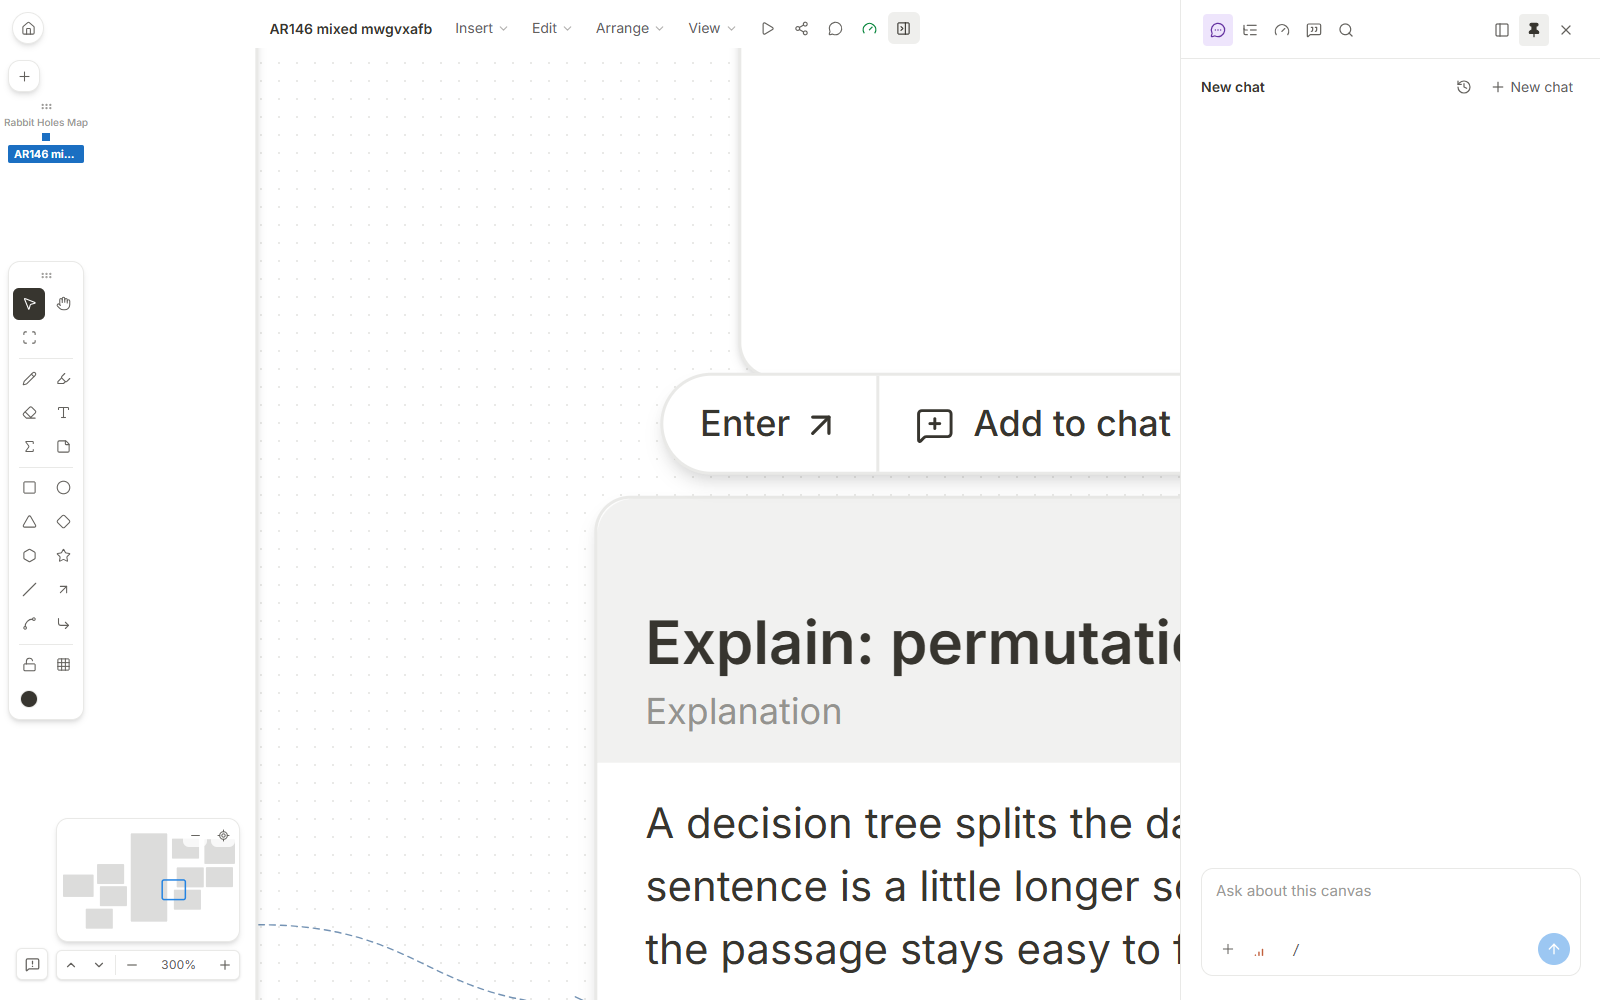 AR146 mixed mwgvxafb
Insert
Edit
Arrange
View
Rabbit Holes Map
AR146 mi...
New chat
New chat
Enter
Add to chat
Explain:
Explanation
A decision tree splits the
sentence is a little longer
the passage stays easy to
300%
Ask about this canvas
/